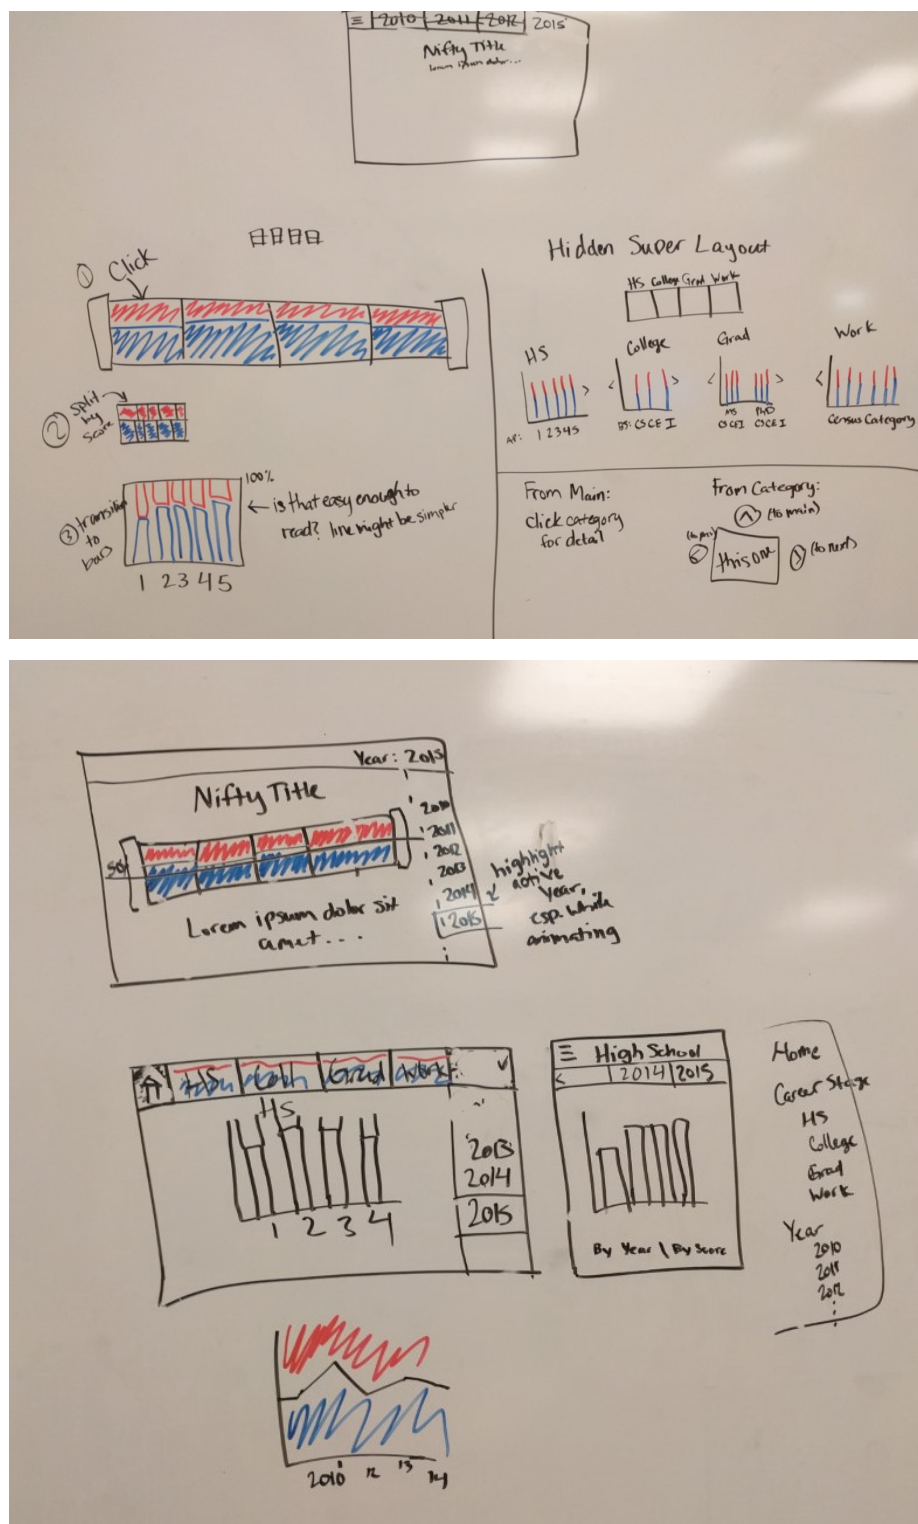 ≡ 2010 2011 2012 2015
Nifty Title
lorem ipsum dolor...
① Click
② split
by
score
③ transition
to
bars
100%
← is that easy enough to
read? line might be simpler
1 2 3 4 5
Hidden Super Layout
HS College Grad Work
HS
< >
AP: 1 2 3 4 5
College
< >
BS: CS CE I
Grad
<
MS PhD
CS CE I CS CE I
Work
<
Census Category
From Main:
click category
for detail
From Category:
(to main)
(to prev)
this one
(to next)
Year: 2015
Nifty Title
50
2010
2011
2012
2013
2014
2015
Lorem ipsum dolor sit
amet...
highlight
active
year,
esp. while
animating
HS Coll Grad Work
HS
1 2 3 4
2013
2014
2015
≡ High School
< 2014 2015
By Year \ By Score
Home
Career Stage
HS
College
Grad
Work
Year
2010
2011
2012
2010 12 13 14